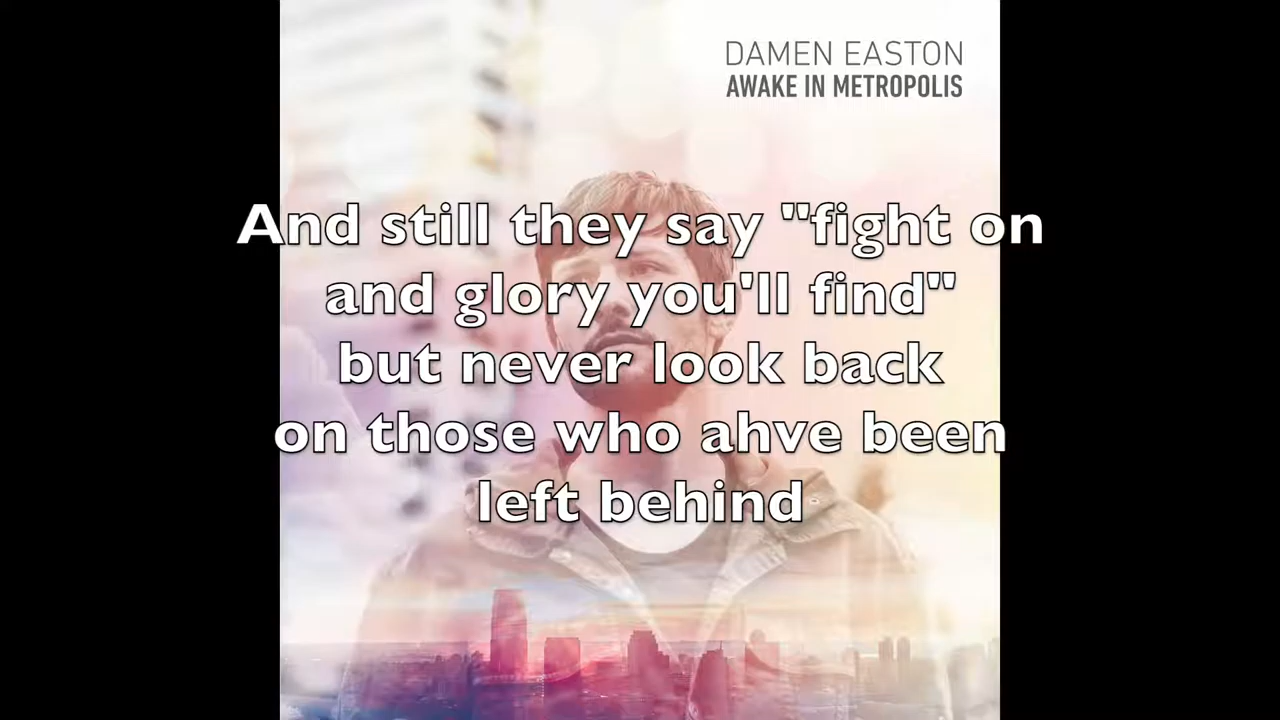 DAMEN EASTON
AWAKE IN METROPOLIS
And still they say "fight on
and glory you'll find"
but never look back
on those who ahve been
left behind